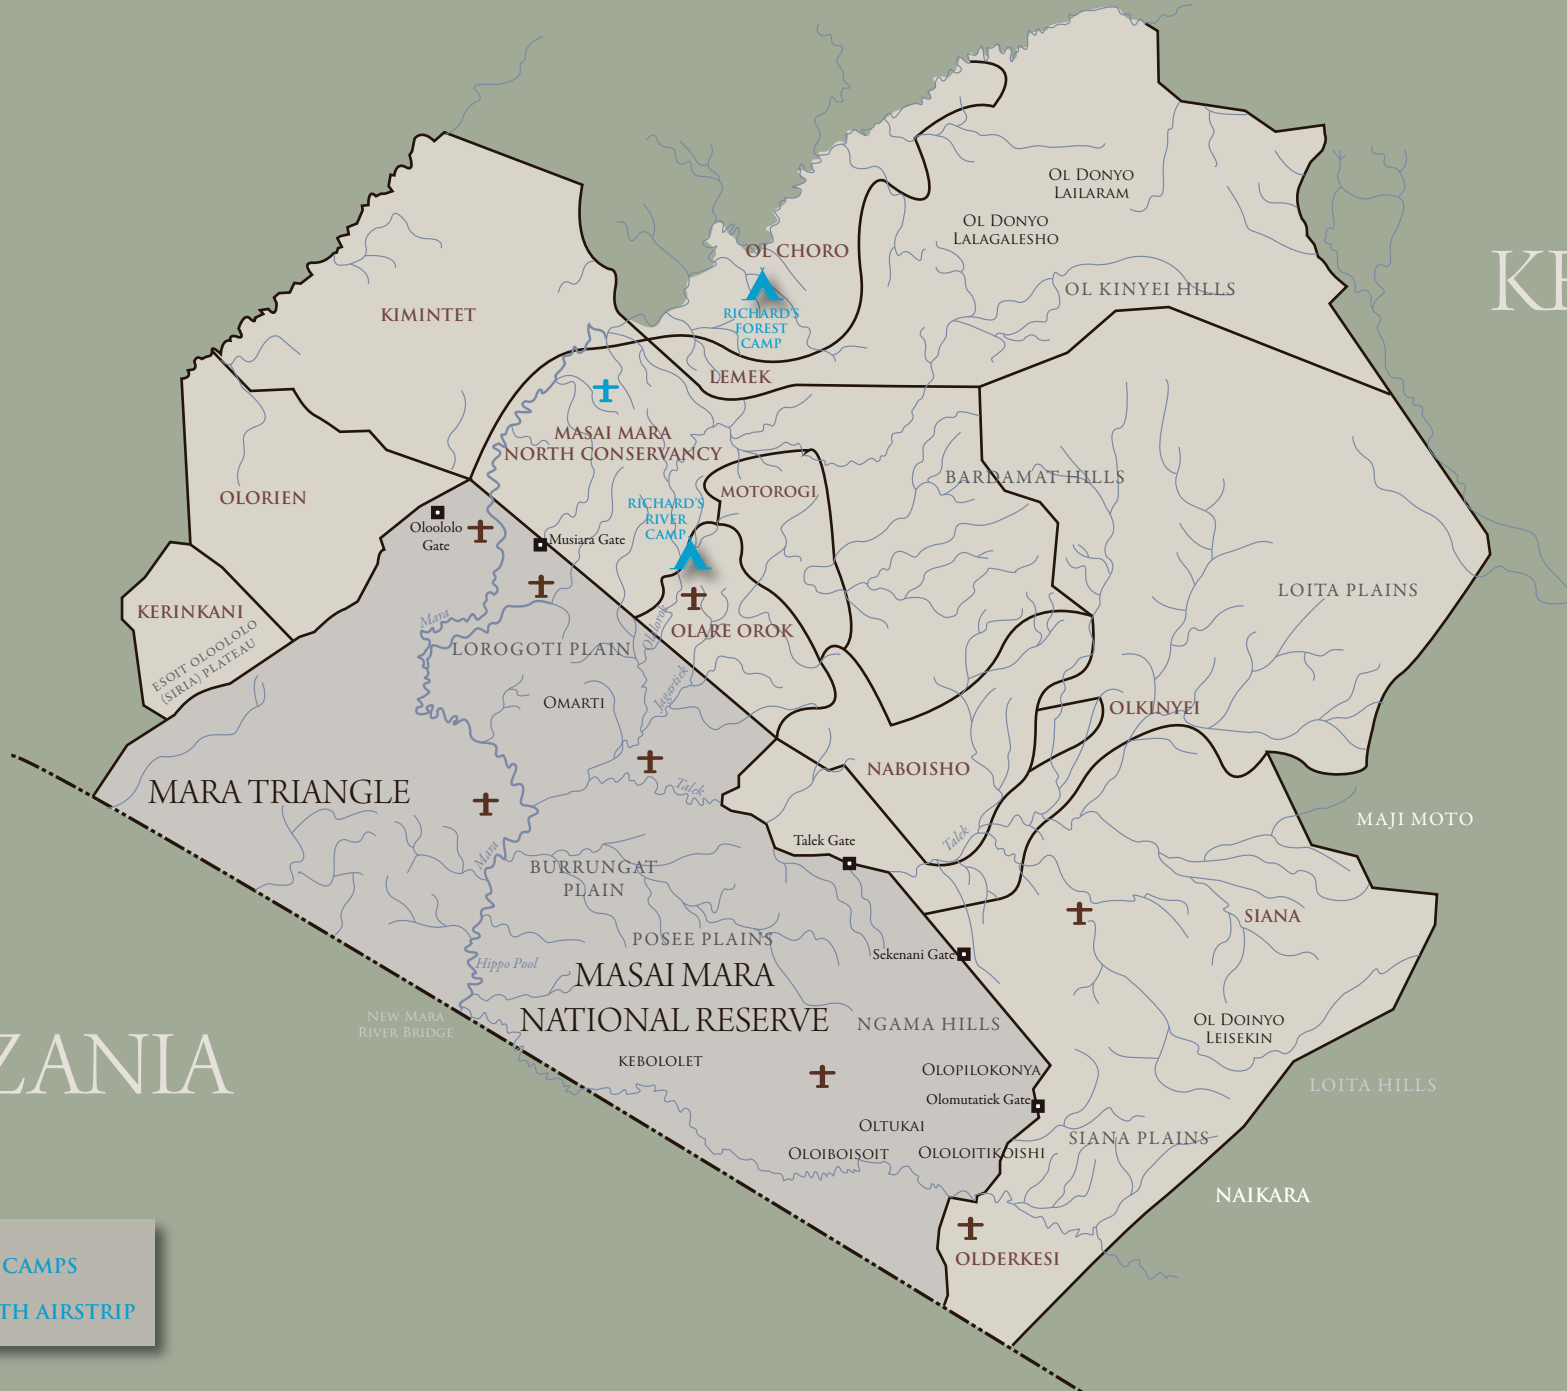 OL DONYO
LAILARAM
OL DONYO
LALAGALESHO
OL CHORO
OL KINYEI HILLS
KE
KIMINTET
RICHARD'S
FOREST
CAMP
LEMEK
MASAI MARA
NORTH CONSERVANCY
BARDAMAT HILLS
MOTOROGI
OLORIEN
RICHARD'S
RIVER
CAMP
Oloololo
Gate
Musiara Gate
LOITA PLAINS
KERINKANI
Mara
Ololorok
OLARE OROK
ESOIT OLOOLOLO
(SIRIA) PLATEAU
LOROGOTI PLAIN
Jagartiek
OMARTI
OLKINYEI
NABOISHO
MARA TRIANGLE
Talek
MAJI MOTO
Talek Gate
Talek
Mara
BURRUNGAT
PLAIN
SIANA
POSEE PLAINS
Sekenani Gate
Hippo Pool
MASAI MARA
NATIONAL RESERVE
NEW MARA
RIVER BRIDGE
NGAMA HILLS
OL DOINYO
LEISEKIN
ZANIA
KEBOLOLET
OLOPILOKONYA
LOITA HILLS
Olomutatiek Gate
OLTUKAI
SIANA PLAINS
OLOIBOISOIT
OLOLOITIKOISHI
NAIKARA
OLDERKESI
CAMPS
TH AIRSTRIP